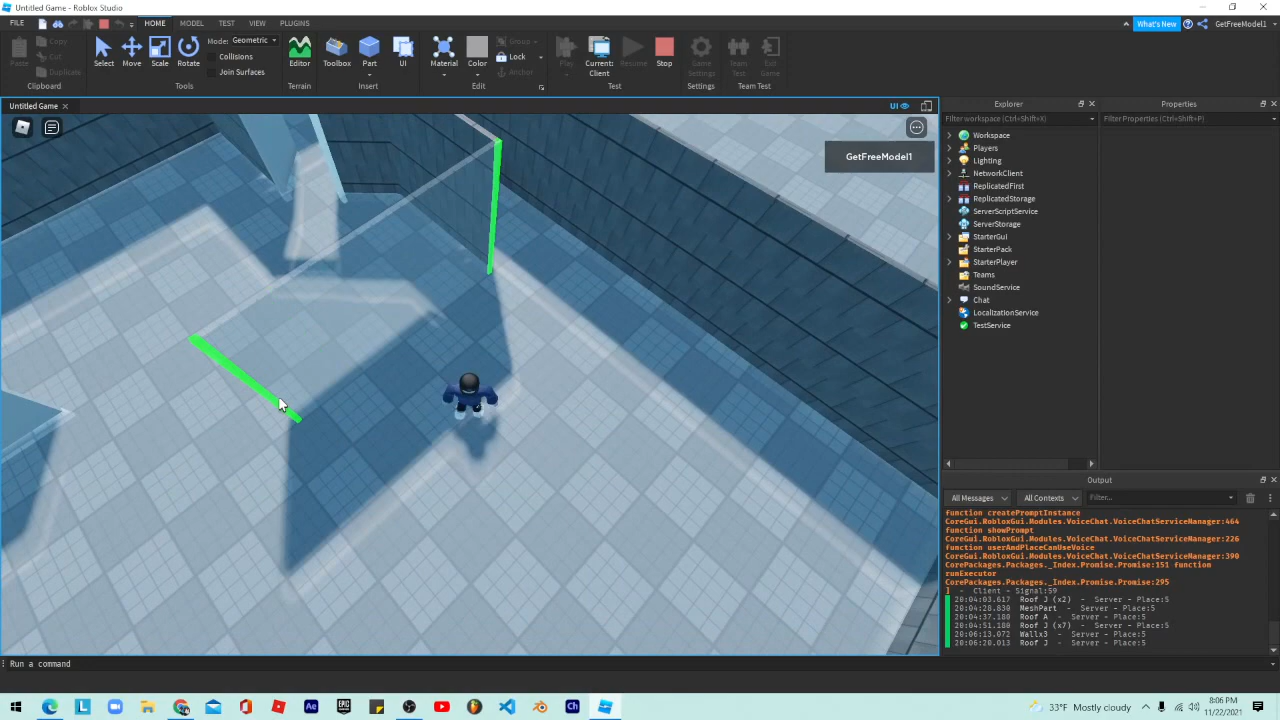 Untitled Game - Roblox Studio
FILE HOME MODEL TEST VIEW PLUGINS What's New GetFreeModel1
Paste Copy Cut Duplicate Select Move Scale Rotate Mode: Geometric Collisions Join Surfaces Editor Toolbox Part UI Material Color Group Lock Anchor Play Current: Client Resume Stop Game Settings Team Test Exit Game
Clipboard Tools Terrain Insert Edit Test Settings Team Test
Untitled Game UI
GetFreeModel1
Explorer Properties
Filter workspace (Ctrl+Shift+X) Filter Properties (Ctrl+Shift+P)
Workspace
Players
Lighting
NetworkClient
ReplicatedFirst
ReplicatedStorage
ServerScriptService
ServerStorage
StarterGui
StarterPack
StarterPlayer
Teams
SoundService
Chat
LocalizationService
TestService
Output
All Messages All Contexts Filter...
function createPromptInstance
CoreGui.RobloxGui.Modules.VoiceChat.VoiceChatServiceManager:464
function showPrompt
CoreGui.RobloxGui.Modules.VoiceChat.VoiceChatServiceManager:226
function userAndPlaceCanUseVoice
CoreGui.RobloxGui.Modules.VoiceChat.VoiceChatServiceManager:390
CorePackages.Packages._Index.Promise.Promise:151 function
runExecutor
CorePackages.Packages._Index.Promise.Promise:295
] - Client - Signal:59
20:04:03.617 Roof J (x2) - Server - Place:5
20:04:28.830 MeshPart - Server - Place:5
20:04:37.180 Roof A - Server - Place:5
20:04:51.180 Roof J (x7) - Server - Place:5
20:06:13.072 Wallx3 - Server - Place:5
20:06:20.013 Roof J - Server - Place:5
Run a command
33°F Mostly cloudy 8:06 PM
11/22/2021